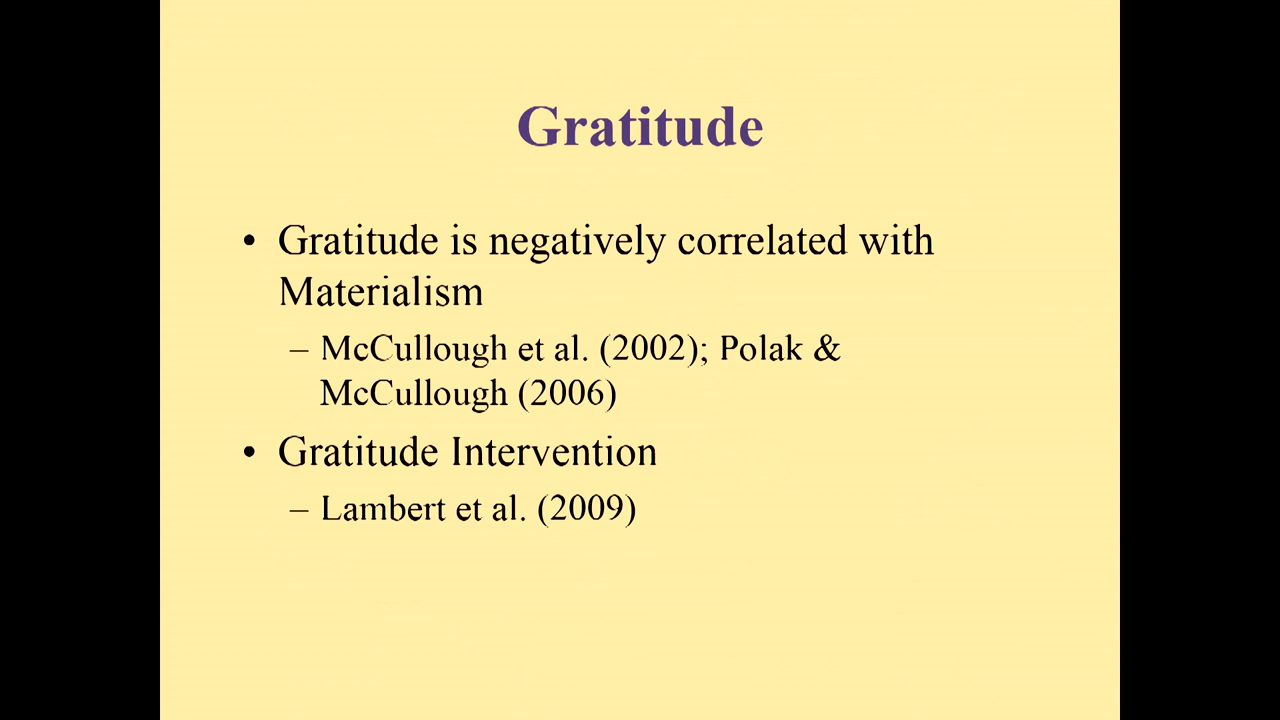 Gratitude
• Gratitude is negatively correlated with
Materialism
– McCullough et al. (2002); Polak &
McCullough (2006)
• Gratitude Intervention
– Lambert et al. (2009)